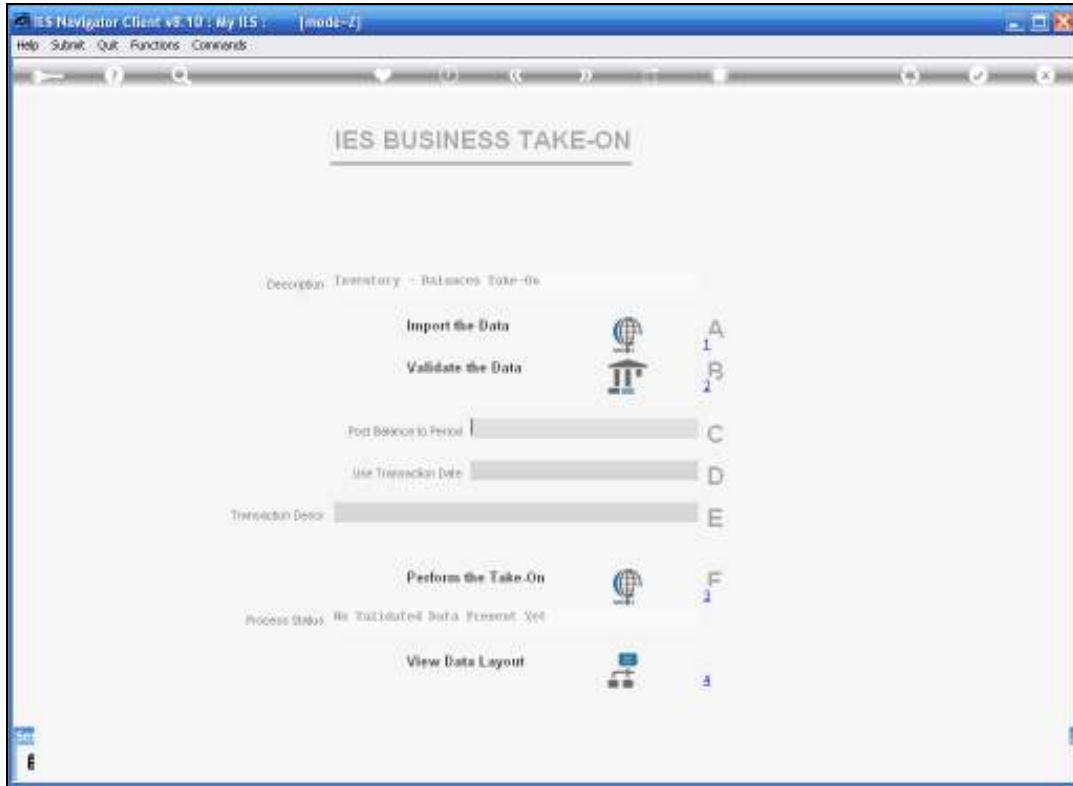 IES Navigator Client v8.10 : My IES : [mode-2]
Help Submit Quit Functions Commands
IES BUSINESS TAKE-ON
Description Inventory - Balances Take-On
Import the Data A
1
Validate the Data B
2
Post Balance to Period C
Use Transaction Date D
Transaction Descr E
Perform the Take-On F
3
Process Status No Validated Data Present Yet
View Data Layout
4